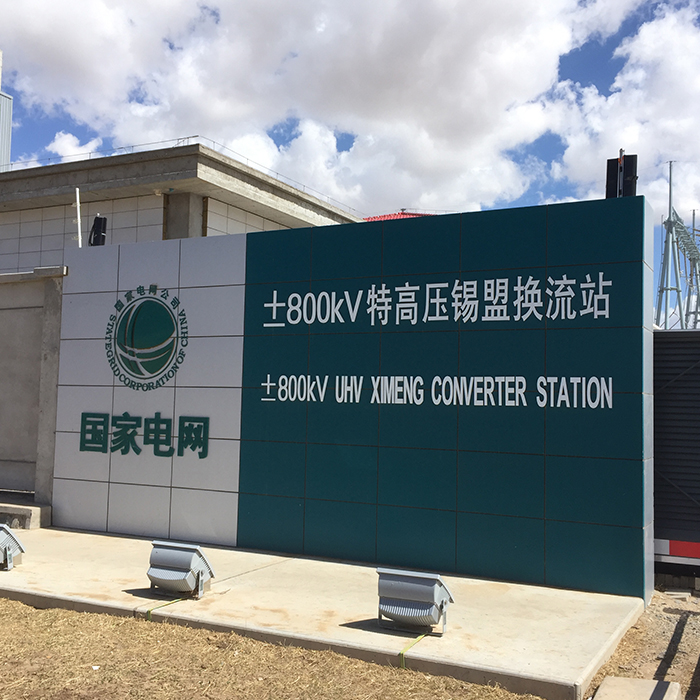 国家电网公司
STATE GRID CORPORATION OF CHINA
国家电网
±800kV特高压锡盟换流站
±800kV UHV XIMENG CONVERTER STATION